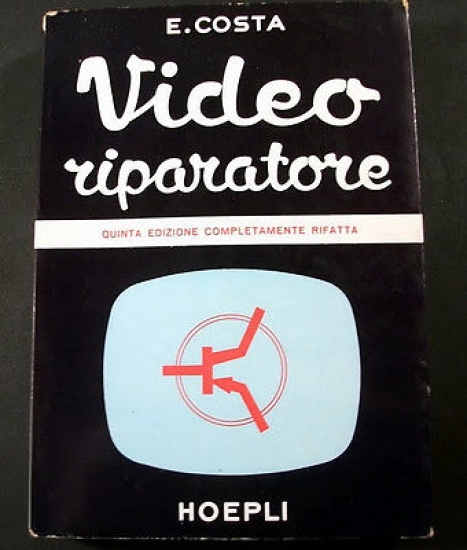 E. COSTA
Video
riparatore
QUINTA EDIZIONE COMPLETAMENTE RIFATTA
HOEPLI